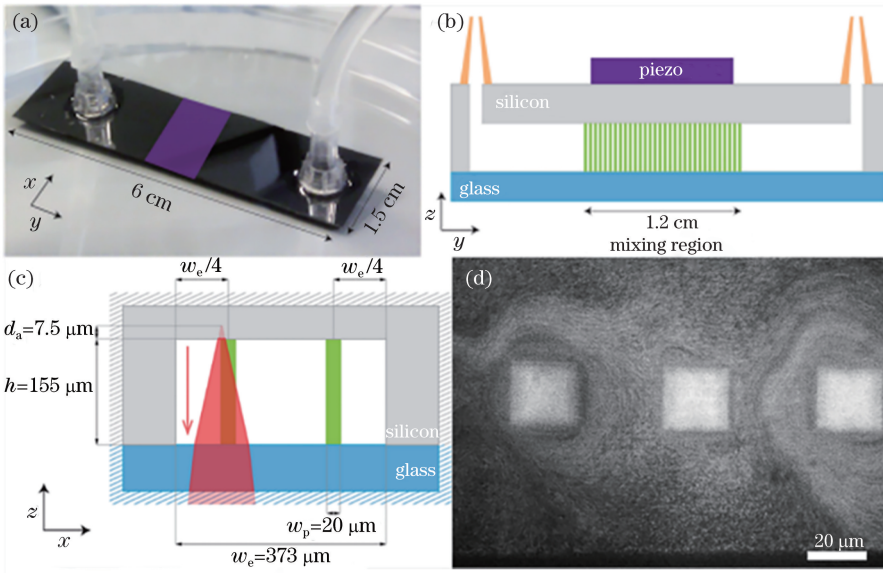 (a)
x
y
6 cm
1.5 cm
(b)
piezo
silicon
glass
z
y
1.2 cm
mixing region
(c)
wₑ/4
wₑ/4
dₐ=7.5 μm
h=155 μm
silicon
glass
z
x
wₚ=20 μm
wₑ=373 μm
(d)
20 μm